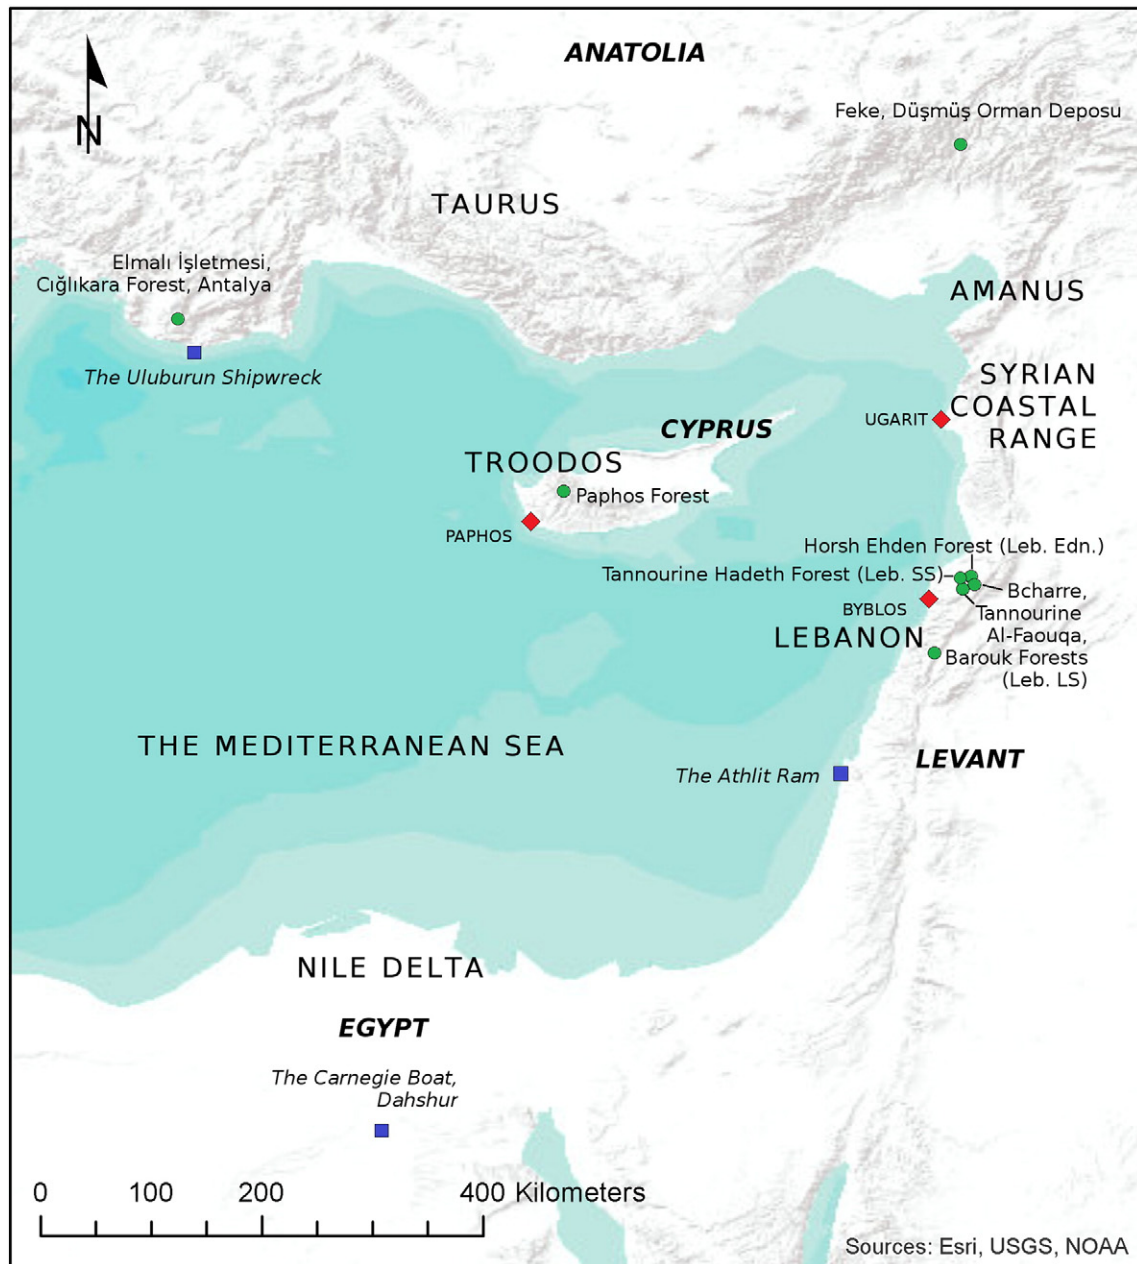 ANATOLIA
N
Feke, Düşmüş Orman Deposu
TAURUS
Elmalı İşletmesi,
Cığlıkara Forest, Antalya
AMANUS
The Uluburun Shipwreck
SYRIAN
COASTAL
RANGE
UGARIT
CYPRUS
TROODOS
Paphos Forest
PAPHOS
Horsh Ehden Forest (Leb. Edn.)
Tannourine Hadeth Forest (Leb. SS)
Bcharre,
Tannourine
Al-Faouqa,
Barouk Forests
(Leb. LS)
BYBLOS
LEBANON
THE MEDITERRANEAN SEA
LEVANT
The Athlit Ram
NILE DELTA
EGYPT
The Carnegie Boat,
Dahshur
0 100 200 400 Kilometers
Sources: Esri, USGS, NOAA